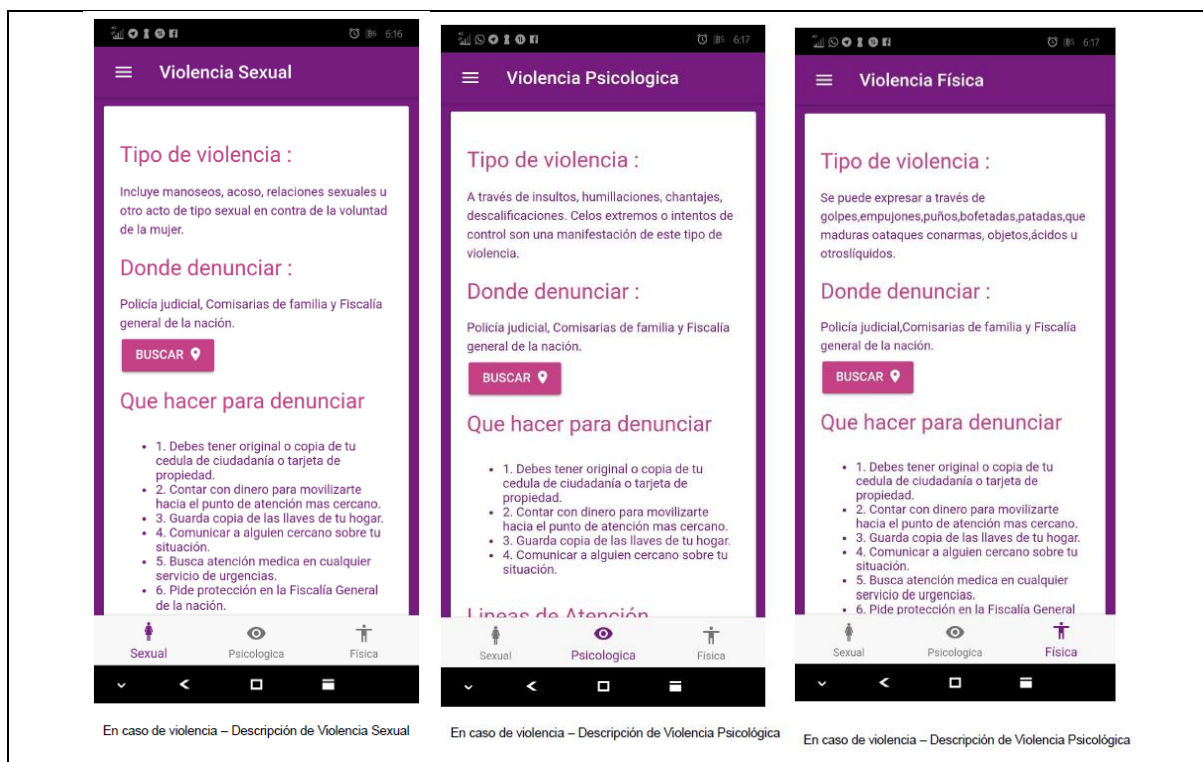 6:16
Violencia Sexual
Tipo de violencia :
Incluye manoseos, acoso, relaciones sexuales u
otro acto de tipo sexual en contra de la voluntad
de la mujer.
Donde denunciar :
Policía judicial, Comisarias de familia y Fiscalía
general de la nación.
BUSCAR
Que hacer para denunciar
• 1. Debes tener original o copia de tu
cedula de ciudadanía o tarjeta de
propiedad.
• 2. Contar con dinero para movilizarte
hacia el punto de atención mas cercano.
• 3. Guarda copia de las llaves de tu hogar.
• 4. Comunicar a alguien cercano sobre tu
situación.
• 5. Busca atención medica en cualquier
servicio de urgencias.
• 6. Pide protección en la Fiscalía General
de la nación.
Sexual
Psicologica
Física
En caso de violencia – Descripción de Violencia Sexual
6:17
Violencia Psicologica
Tipo de violencia :
A través de insultos, humillaciones, chantajes,
descalificaciones. Celos extremos o intentos de
control son una manifestación de este tipo de
violencia.
Donde denunciar :
Policía judicial, Comisarias de familia y Fiscalía
general de la nación.
BUSCAR
Que hacer para denunciar
• 1. Debes tener original o copia de tu
cedula de ciudadanía o tarjeta de
propiedad.
• 2. Contar con dinero para movilizarte
hacia el punto de atención mas cercano.
• 3. Guarda copia de las llaves de tu hogar.
• 4. Comunicar a alguien cercano sobre tu
situación.
Lineas de Atención
Sexual
Psicologica
Física
En caso de violencia – Descripción de Violencia Psicológica
6:17
Violencia Física
Tipo de violencia :
Se puede expresar a través de
golpes,empujones,puños,bofetadas,patadas,que
maduras oataques conarmas, objetos,ácidos u
otroslíquidos.
Donde denunciar :
Policía judicial,Comisarias de familia y Fiscalía
general de la nación.
BUSCAR
Que hacer para denunciar
• 1. Debes tener original o copia de tu
cedula de ciudadanía o tarjeta de
propiedad.
• 2. Contar con dinero para movilizarte
hacia el punto de atención mas cercano.
• 3. Guarda copia de las llaves de tu hogar.
• 4. Comunicar a alguien cercano sobre tu
situación.
• 5. Busca atención medica en cualquier
servicio de urgencias.
• 6. Pide protección en la Fiscalía General
Sexual
Psicologica
Física
En caso de violencia – Descripción de Violencia Psicológica